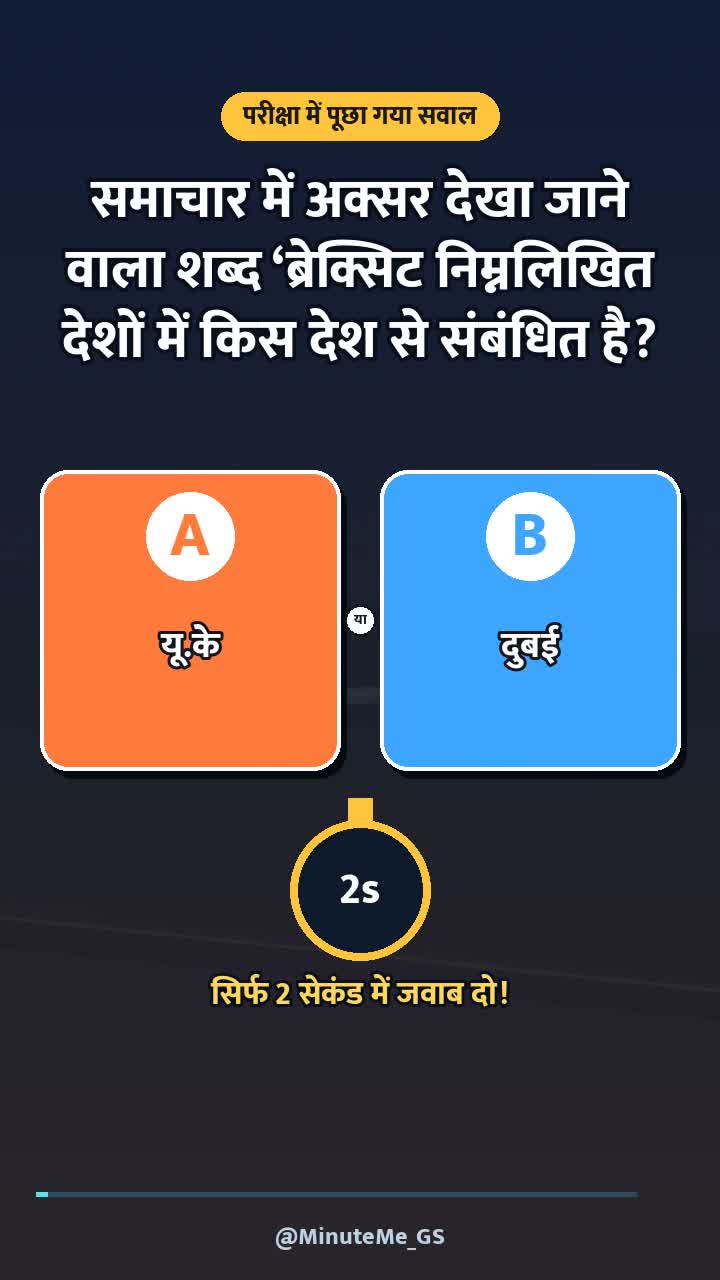 परीक्षा में पूछा गया सवाल
समाचार में अक्सर देखा जाने
वाला शब्द ‘ब्रेक्सिट निम्नलिखित
देशों में किस देश से संबंधित है?
A
B
यू.के
या
दुबई
2s
सिर्फ 2 सेकंड में जवाब दो!
@MinuteMe_GS